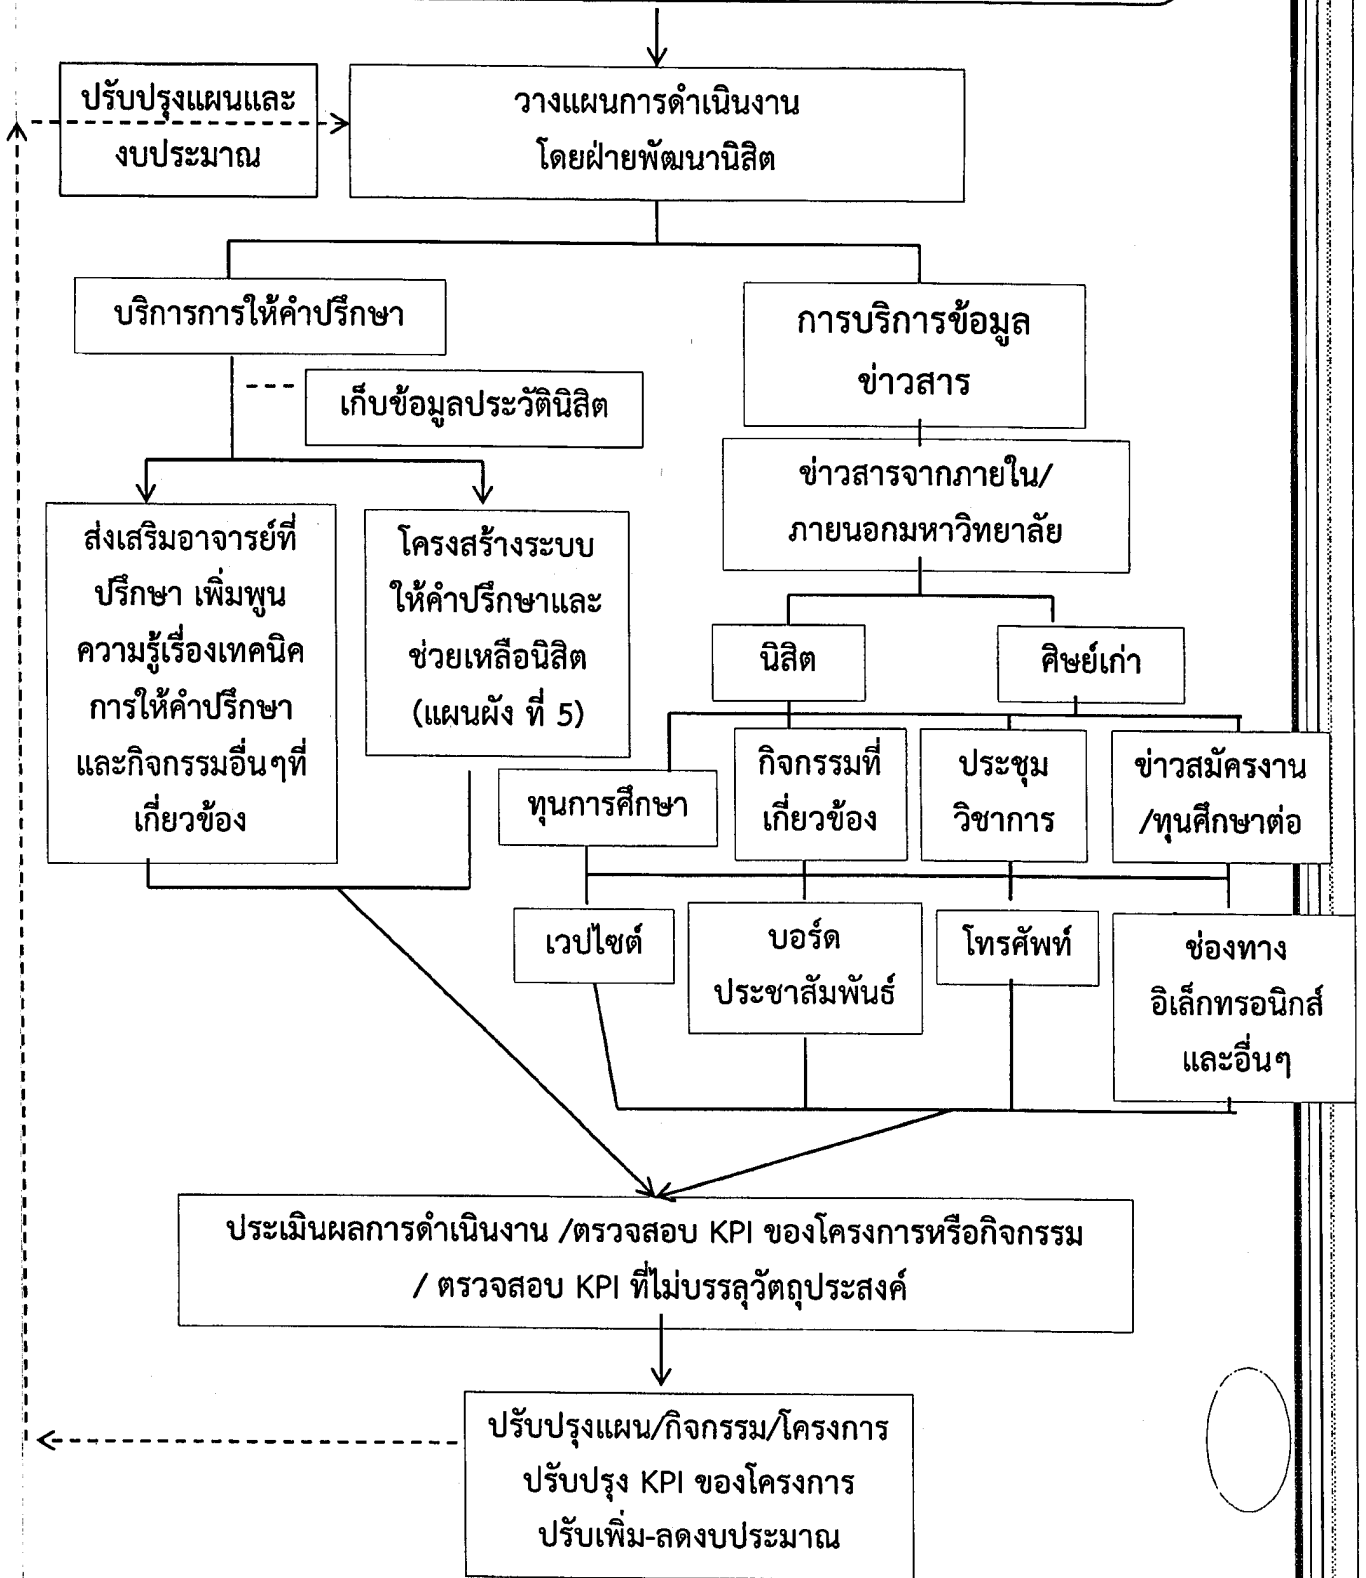 ปรับปรุงแผนและ
งบประมาณ
วางแผนการดำเนินงาน
โดยฝ่ายพัฒนานิสิต
บริการการให้คำปรึกษา
เก็บข้อมูลประวัตินิสิต
การบริการข้อมูล
ข่าวสาร
ข่าวสารจากภายใน/
ภายนอกมหาวิทยาลัย
ส่งเสริมอาจารย์ที่
ปรึกษา เพิ่มพูน
ความรู้เรื่องเทคนิค
การให้คำปรึกษา
และกิจกรรมอื่นๆที่
เกี่ยวข้อง
โครงสร้างระบบ
ให้คำปรึกษาและ
ช่วยเหลือนิสิต
(แผนผัง ที่ 5)
นิสิต
ศิษย์เก่า
ทุนการศึกษา
กิจกรรมที่
เกี่ยวข้อง
ประชุม
วิชาการ
ข่าวสมัครงาน
/ทุนศึกษาต่อ
เวปไซต์
บอร์ด
ประชาสัมพันธ์
โทรศัพท์
ช่องทาง
อิเล็กทรอนิกส์
และอื่นๆ
ประเมินผลการดำเนินงาน /ตรวจสอบ KPI ของโครงการหรือกิจกรรม
/ ตรวจสอบ KPI ที่ไม่บรรลุวัตถุประสงค์
ปรับปรุงแผน/กิจกรรม/โครงการ
ปรับปรุง KPI ของโครงการ
ปรับเพิ่ม-ลดงบประมาณ